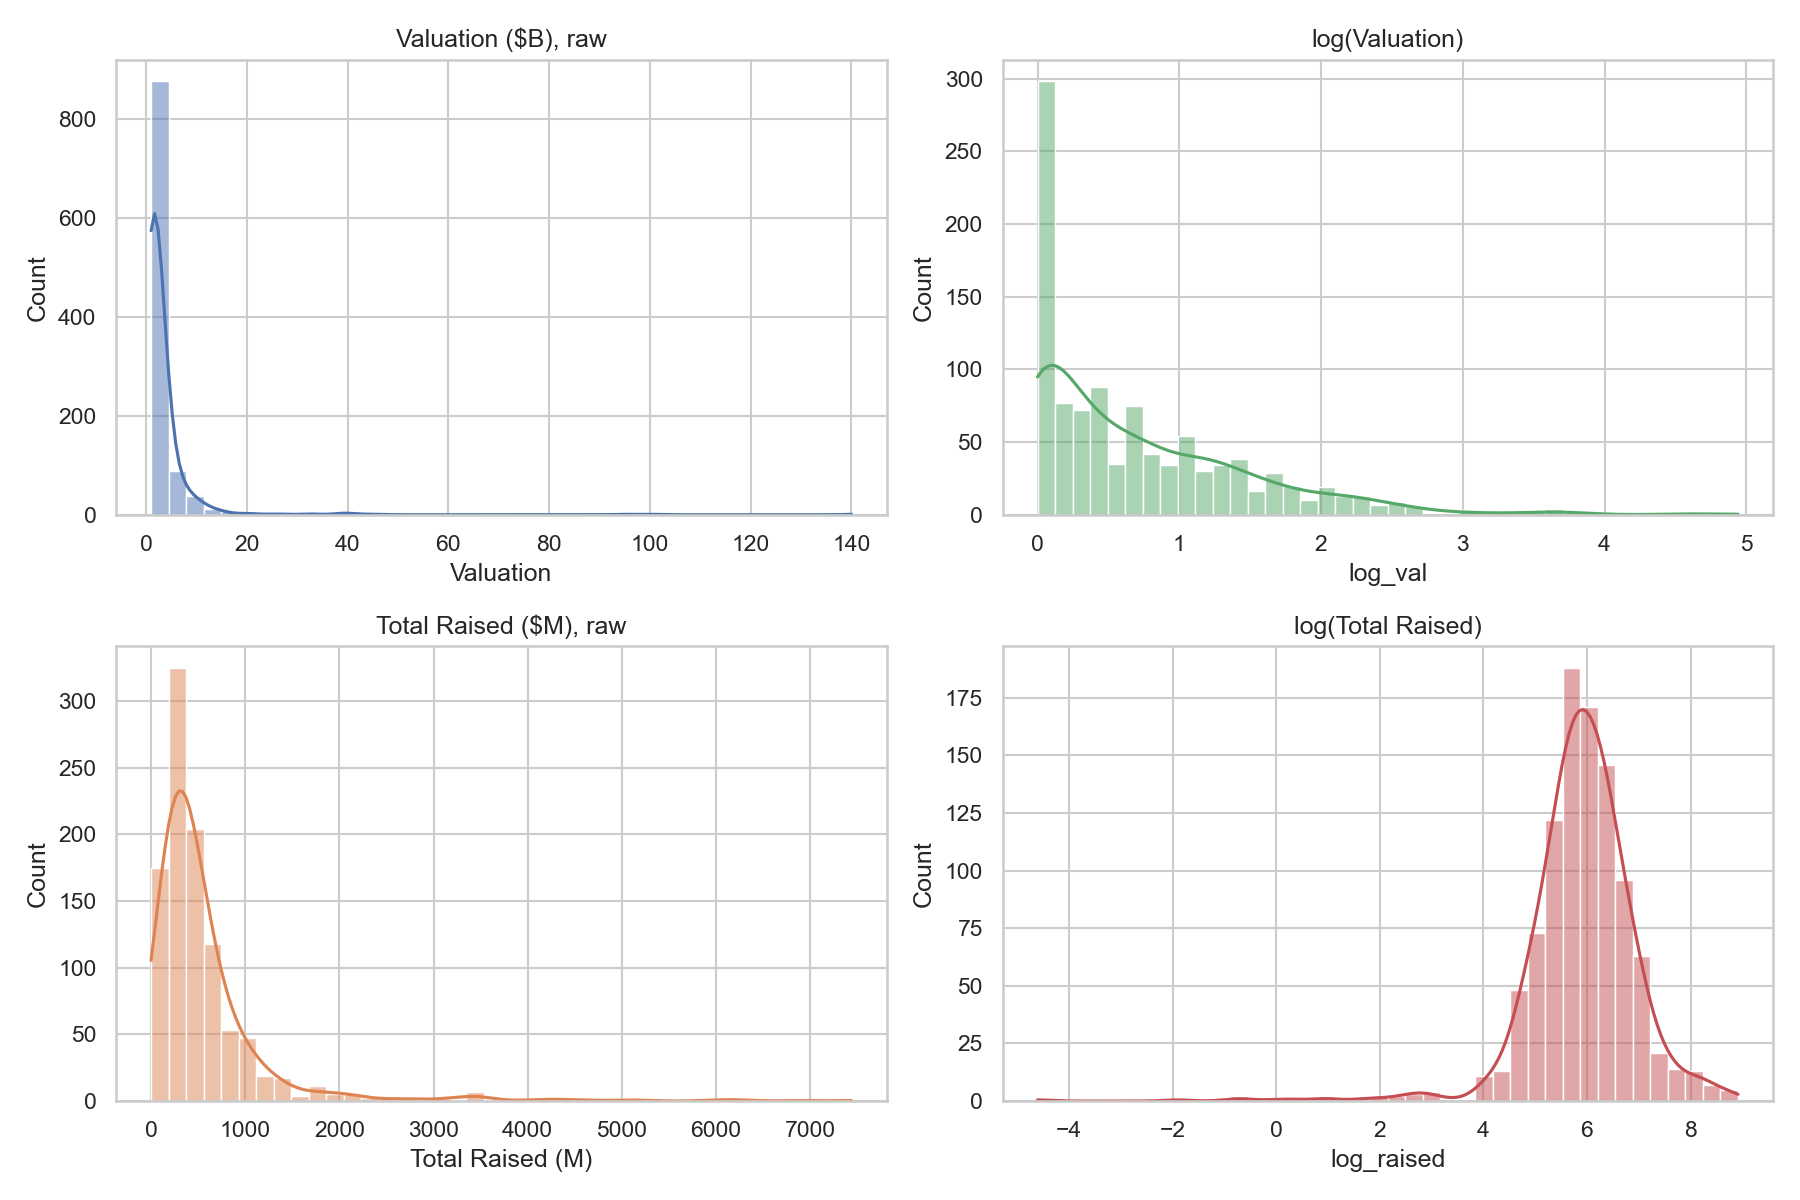 Valuation ($B), raw
800
600
400
200
0
Count
0 20 40 60 80 100 120 140
Valuation
log(Valuation)
300
250
200
150
100
50
0
Count
0 1 2 3 4 5
log_val
Total Raised ($M), raw
300
250
200
150
100
50
0
Count
0 1000 2000 3000 4000 5000 6000 7000
Total Raised (M)
log(Total Raised)
175
150
125
100
75
50
25
0
Count
−4 −2 0 2 4 6 8
log_raised